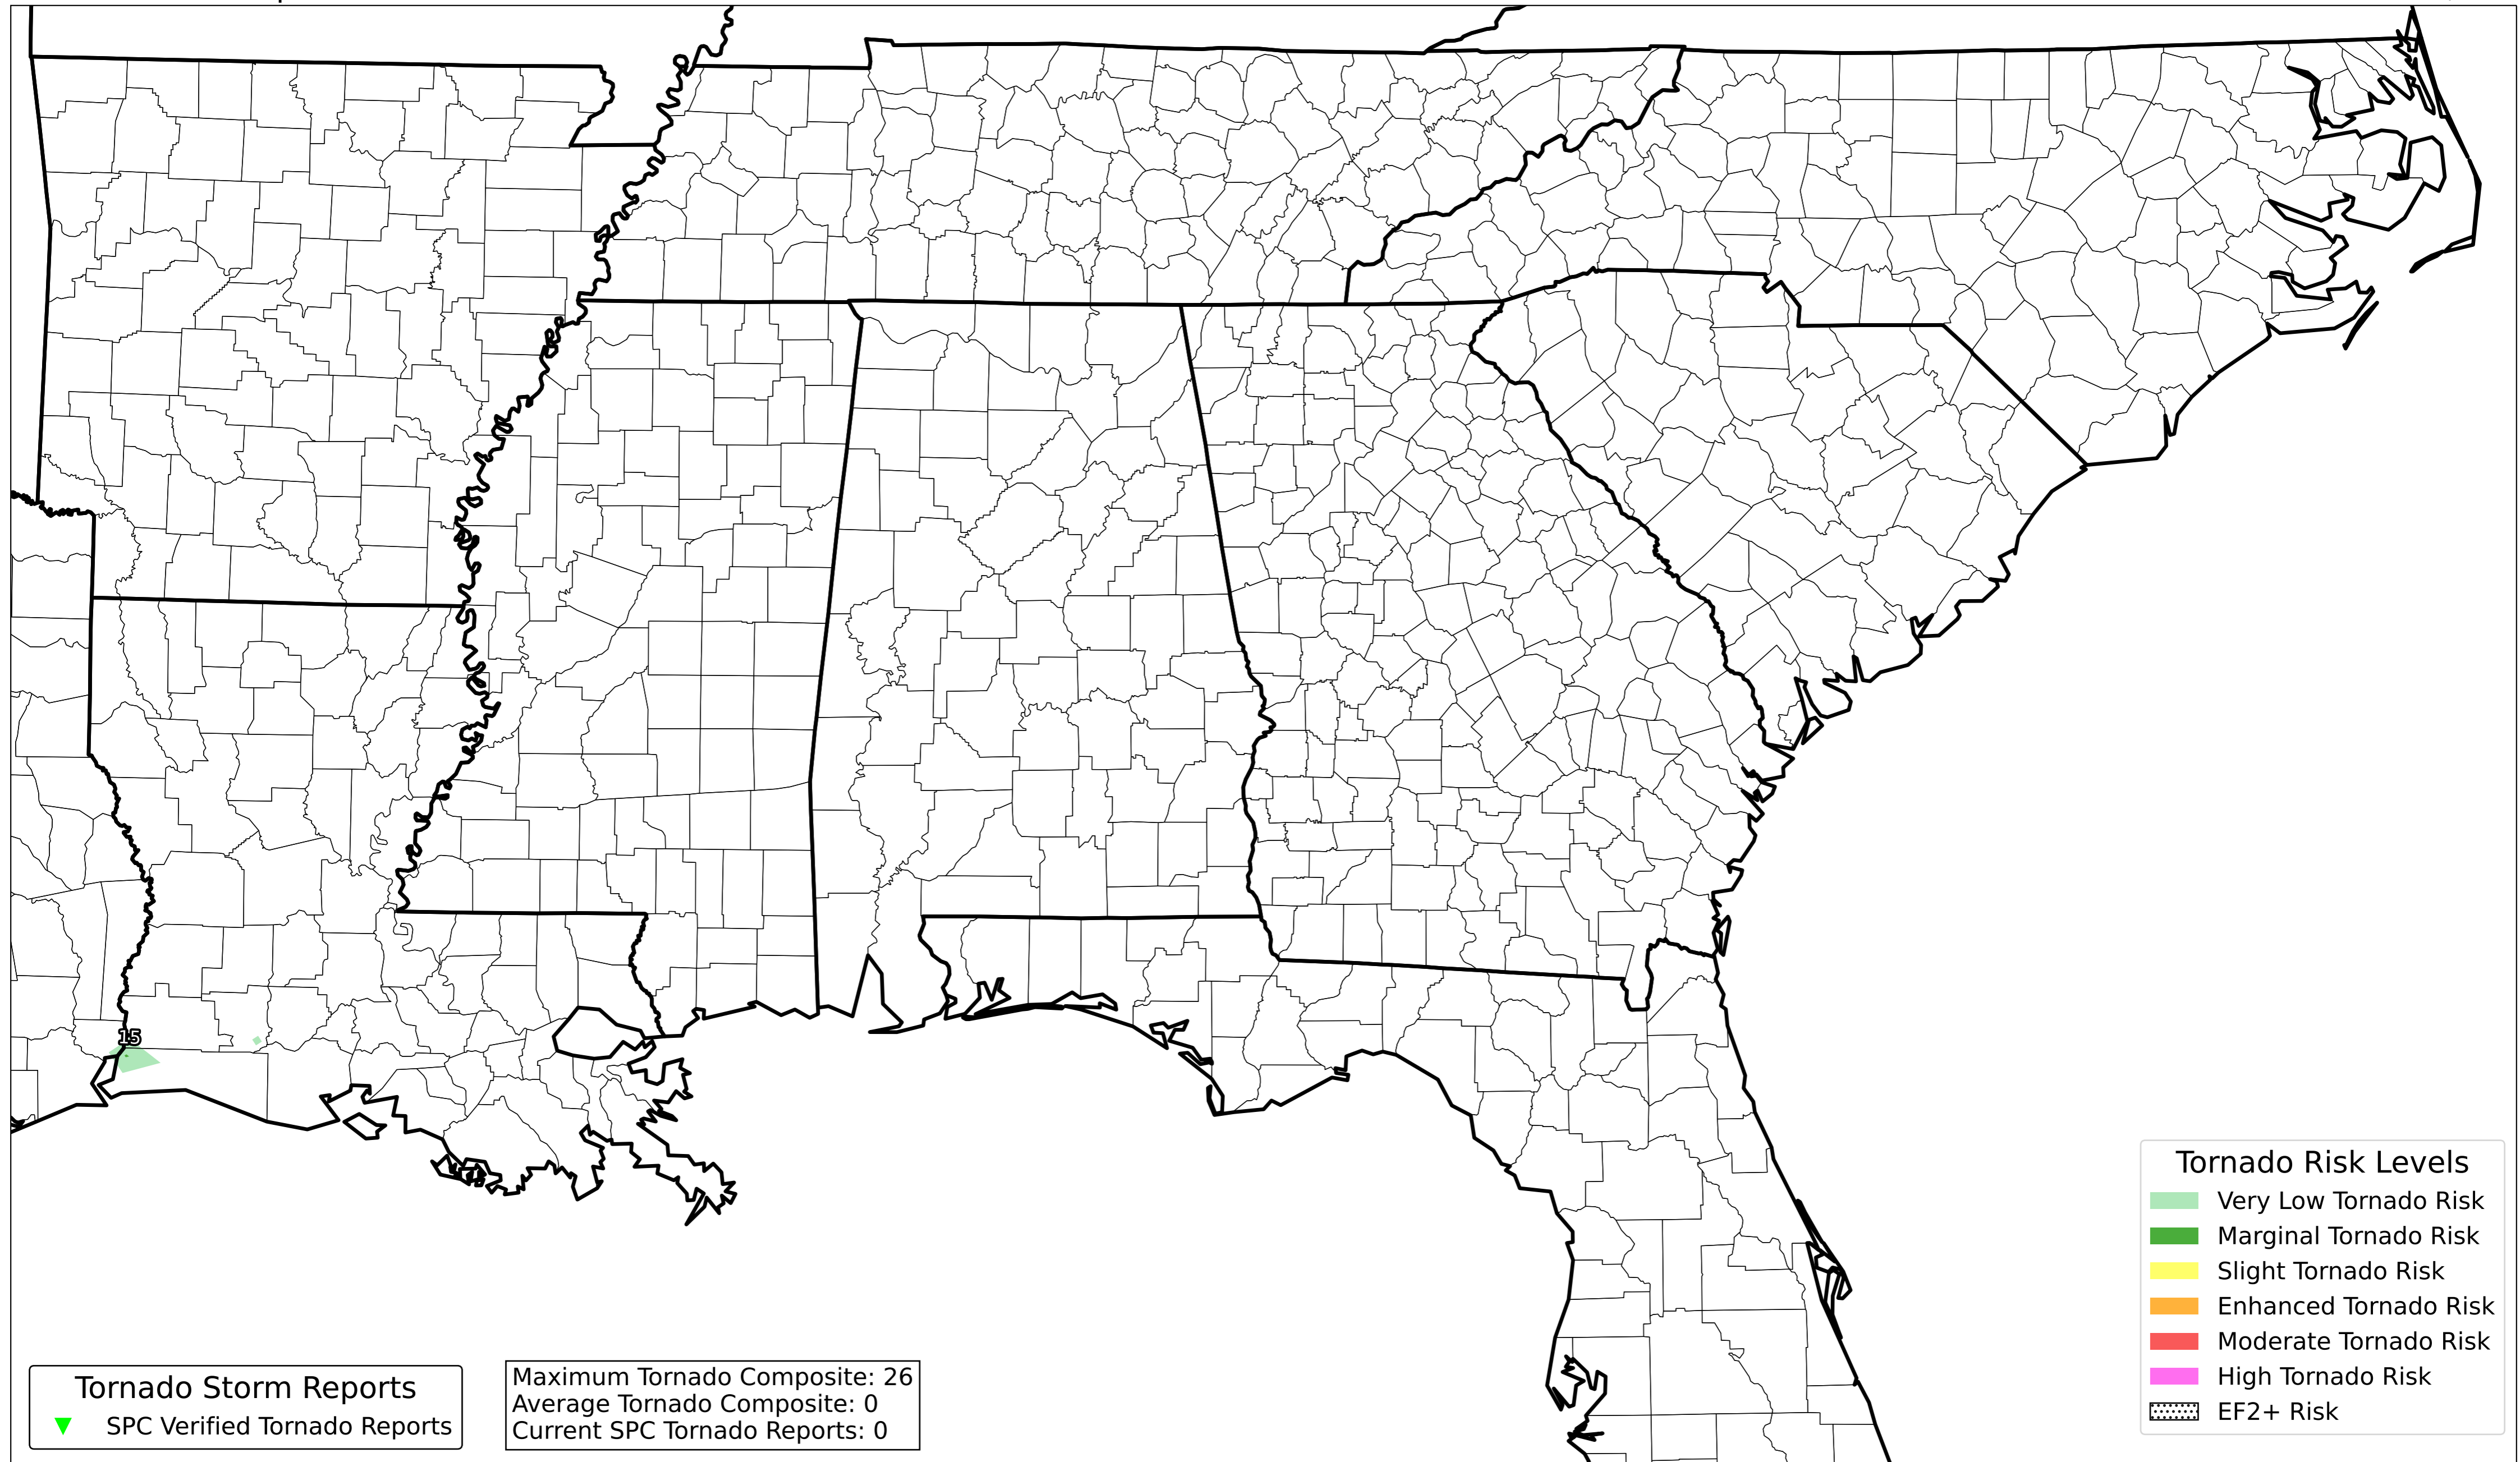 15
Tornado Risk Levels
Very Low Tornado Risk
Marginal Tornado Risk
Slight Tornado Risk
Enhanced Tornado Risk
Moderate Tornado Risk
High Tornado Risk
EF2+ Risk
Tornado Storm Reports
SPC Verified Tornado Reports
Maximum Tornado Composite: 26
Average Tornado Composite: 0
Current SPC Tornado Reports: 0